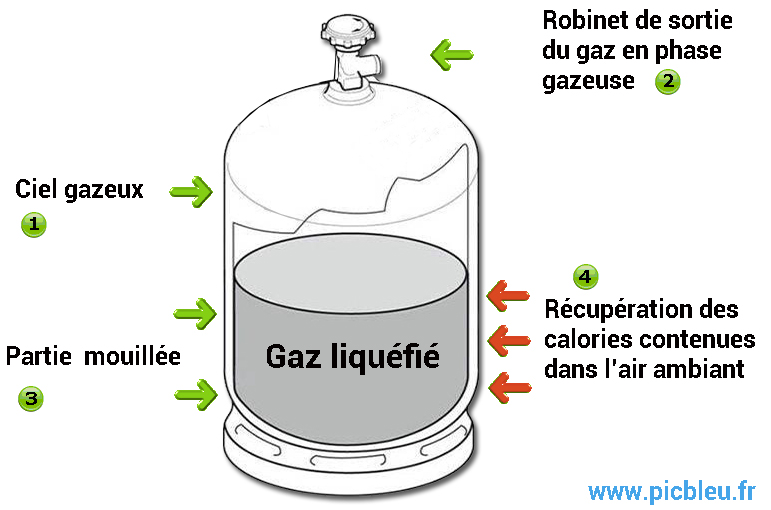 Robinet de sortie
du gaz en phase
gazeuse 2
Ciel gazeux
1
4
Récupération des
calories contenues
dans l'air ambiant
Partie mouillée
3
Gaz liquéfié
www.picbleu.fr